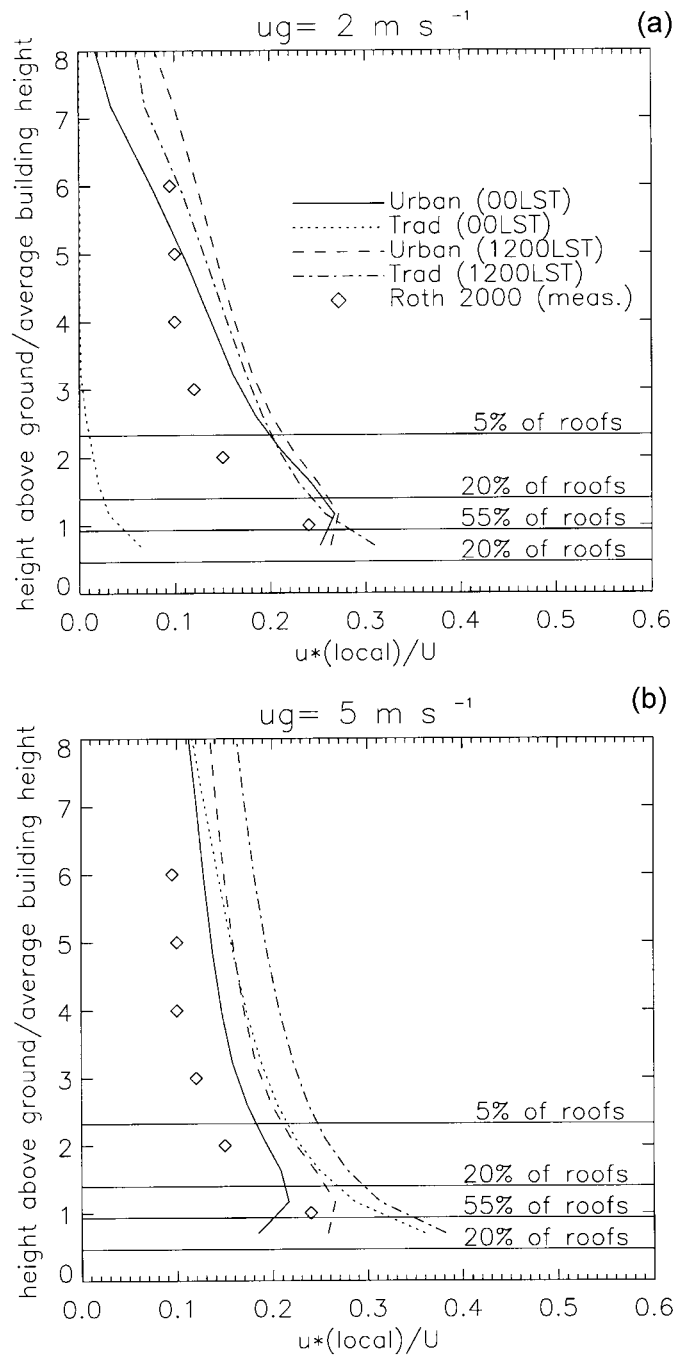 ug= 2 m s -1
(a)
height above ground/average building height
8
7
6
5
4
3
2
1
0
Urban (00LST)
Trad (00LST)
Urban (1200LST)
Trad (1200LST)
Roth 2000 (meas.)
5% of roofs
20% of roofs
55% of roofs
20% of roofs
0.0 0.1 0.2 0.3 0.4 0.5 0.6
u*(local)/U
(b)
ug= 5 m s -1
height above ground/average building height
8
7
6
5
4
3
2
1
0
5% of roofs
20% of roofs
55% of roofs
20% of roofs
0.0 0.1 0.2 0.3 0.4 0.5 0.6
u*(local)/U